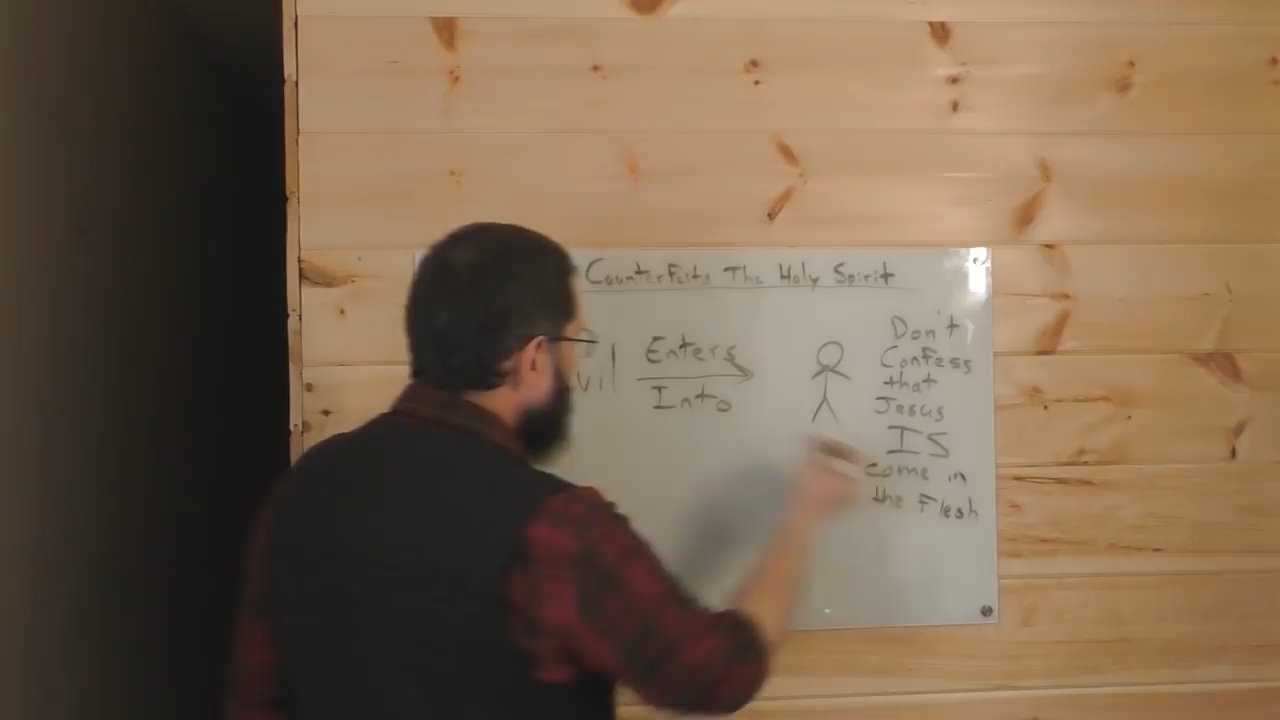 Counterfeits The Holy Spirit
Enters
Into
Don't
Confess
that
Jesus
IS
come in
the Flesh